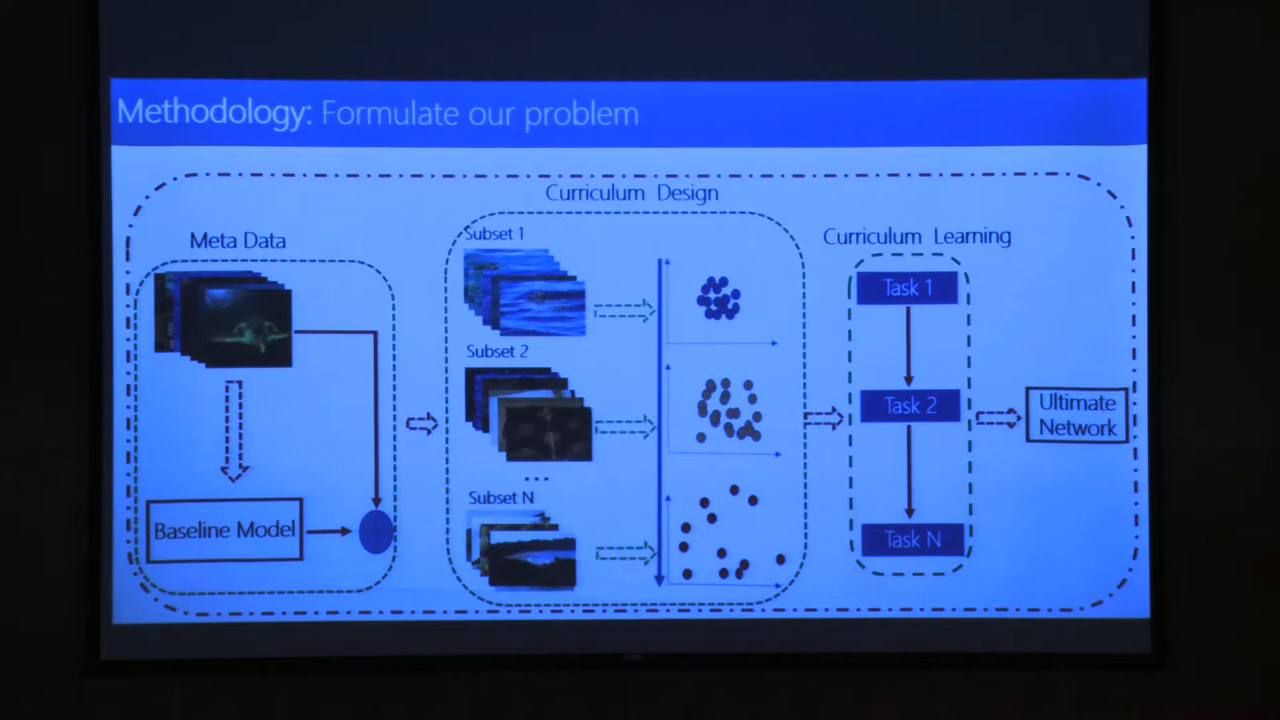 Methodology: Formulate our problem
Curriculum Design
Meta Data
Baseline Model
Subset 1
Subset 2
...
Subset N
Curriculum Learning
Task 1
Task 2
Task N
Ultimate
Network